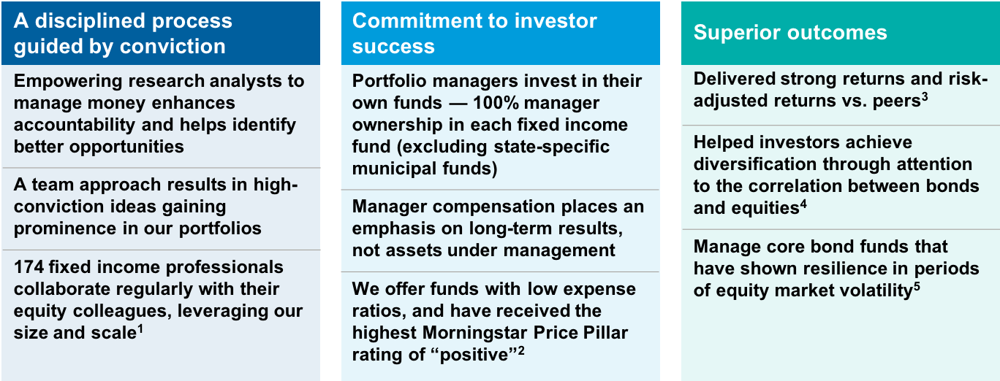 A disciplined process
guided by conviction
Empowering research analysts to
manage money enhances
accountability and helps identify
better opportunities
A team approach results in high-
conviction ideas gaining
prominence in our portfolios
174 fixed income professionals
collaborate regularly with their
equity colleagues, leveraging our
size and scale¹
Commitment to investor
success
Portfolio managers invest in their
own funds — 100% manager
ownership in each fixed income
fund (excluding state-specific
municipal funds)
Manager compensation places an
emphasis on long-term results,
not assets under management
We offer funds with low expense
ratios, and have received the
highest Morningstar Price Pillar
rating of “positive”²
Superior outcomes
Delivered strong returns and risk-
adjusted returns vs. peers³
Helped investors achieve
diversification through attention
to the correlation between bonds
and equities⁴
Manage core bond funds that
have shown resilience in periods
of equity market volatility⁵